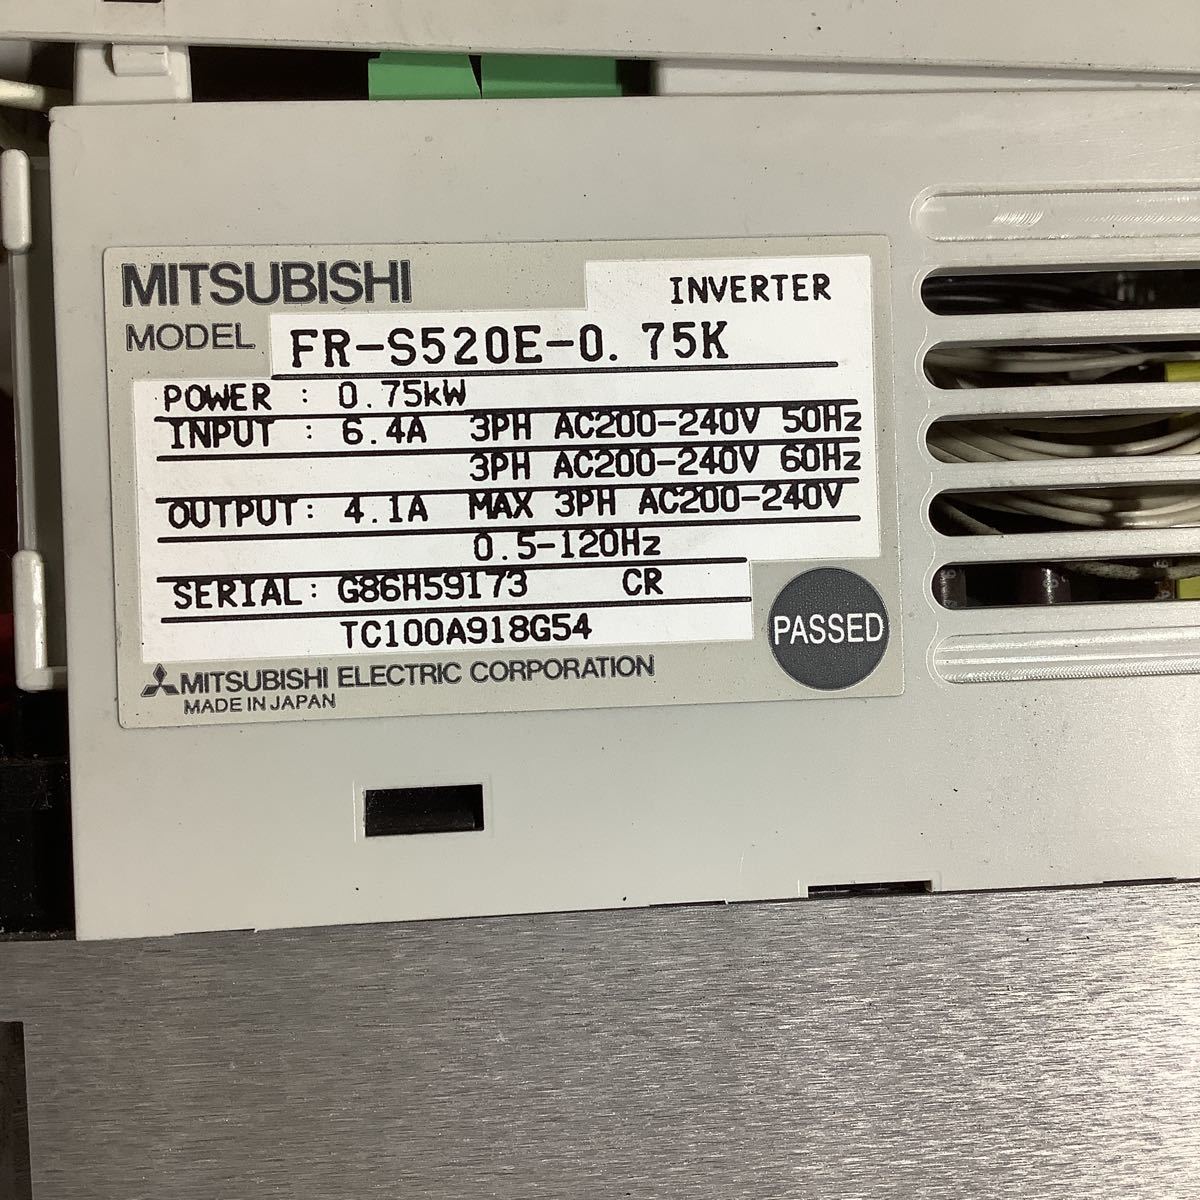 MITSUBISHI
INVERTER
MODEL FR-S520E-0.75K
POWER : 0.75kW
INPUT : 6.4A 3PH AC200-240V 50Hz
3PH AC200-240V 60Hz
OUTPUT: 4.1A MAX 3PH AC200-240V
0.5-120Hz
SERIAL: G86H59173 CR
TC100A918G54
PASSED
MITSUBISHI ELECTRIC CORPORATION
MADE IN JAPAN